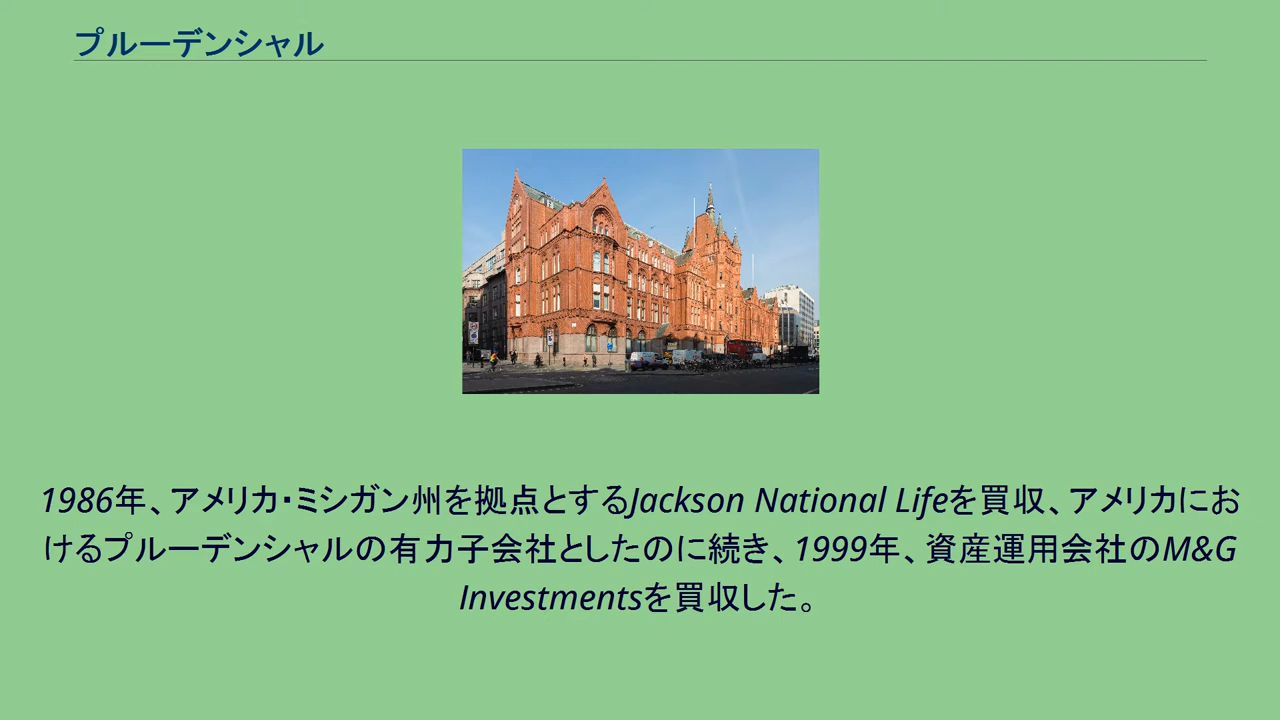 プルーデンシャル
1986年、アメリカ・ミシガン州を拠点とするJackson National Lifeを買収、アメリカにお
けるプルーデンシャルの有力子会社としたのに続き、1999年、資産運用会社のM&G
Investmentsを買収した。